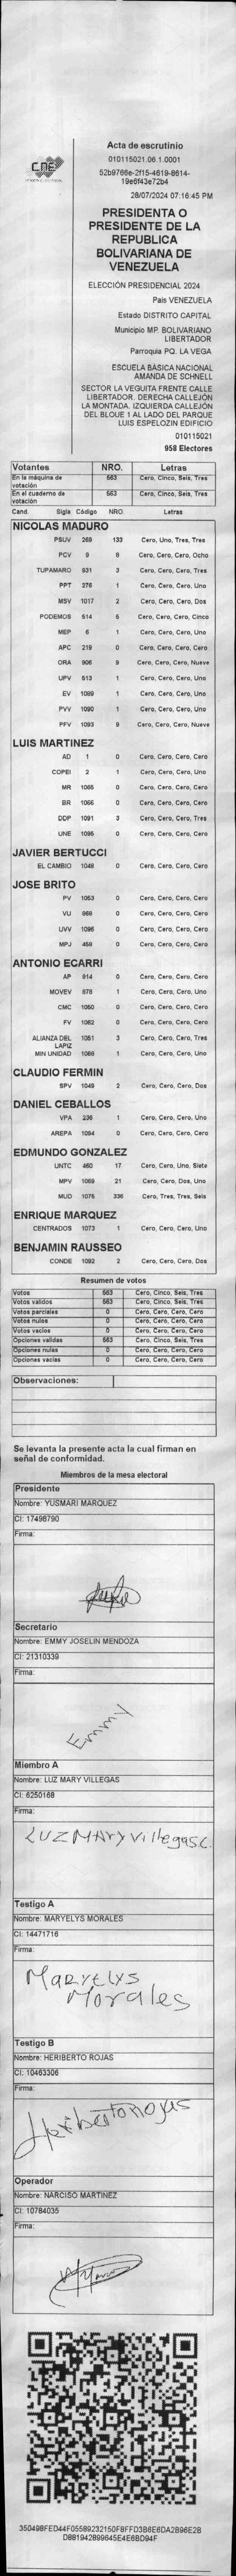 CNE
Acta de escrutinio
010115021.06.1.0001
52b9766e-2f15-4619-8614-
19e6f43e72b4
28/07/2024 07:16:45 PM
PRESIDENTA O
PRESIDENTE DE LA
REPUBLICA
BOLIVARIANA DE
VENEZUELA
ELECCIÓN PRESIDENCIAL 2024
País VENEZUELA
Estado DISTRITO CAPITAL
Municipio MP. BOLIVARIANO
LIBERTADOR
Parroquia PQ. LA VEGA
ESCUELA BÁSICA NACIONAL
AMANDA DE SCHNELL
SECTOR LA VEGUITA FRENTE CALLE
LIBERTADOR. DERECHA CALLEJÓN
LA MONTADA. IZQUIERDA CALLEJÓN
DEL BLOUE 1 AL LADO DEL PARQUE
LUIS ESPELOZIN EDIFICIO
010115021
958 Electores
Votantes NRO. Letras
En la máquina de votación 563 Cero, Cinco, Seis, Tres
En el cuaderno de votación 563 Cero, Cinco, Seis, Tres
Cand. Sigla Código NRO. Letras
NICOLAS MADURO
PSUV 269 133 Cero, Uno, Tres, Tres
PCV 9 8 Cero, Cero, Cero, Ocho
TUPAMARO 931 3 Cero, Cero, Cero, Tres
PPT 276 1 Cero, Cero, Cero, Uno
MSV 1017 2 Cero, Cero, Cero, Dos
PODEMOS 514 5 Cero, Cero, Cero, Cinco
MEP 6 1 Cero, Cero, Cero, Uno
APC 219 0 Cero, Cero, Cero, Cero
ORA 906 9 Cero, Cero, Cero, Nueve
UPV 513 1 Cero, Cero, Cero, Uno
EV 1089 1 Cero, Cero, Cero, Uno
PVV 1090 1 Cero, Cero, Cero, Uno
PFV 1093 9 Cero, Cero, Cero, Nueve
LUIS MARTINEZ
AD 1 0 Cero, Cero, Cero, Cero
COPEI 2 1 Cero, Cero, Cero, Uno
MR 1065 0 Cero, Cero, Cero, Cero
BR 1066 0 Cero, Cero, Cero, Cero
DDP 1091 3 Cero, Cero, Cero, Tres
UNE 1095 0 Cero, Cero, Cero, Cero
JAVIER BERTUCCI
EL CAMBIO 1048 0 Cero, Cero, Cero, Cero
JOSE BRITO
PV 1053 0 Cero, Cero, Cero, Cero
VU 968 0 Cero, Cero, Cero, Cero
UVV 1096 0 Cero, Cero, Cero, Cero
MPJ 459 0 Cero, Cero, Cero, Cero
ANTONIO ECARRI
AP 914 0 Cero, Cero, Cero, Cero
MOVEV 878 1 Cero, Cero, Cero, Uno
CMC 1050 0 Cero, Cero, Cero, Cero
FV 1062 0 Cero, Cero, Cero, Cero
ALIANZA DEL LAPIZ 1051 3 Cero, Cero, Cero, Tres
MIN UNIDAD 1088 1 Cero, Cero, Cero, Uno
CLAUDIO FERMIN
SPV 1049 2 Cero, Cero, Cero, Dos
DANIEL CEBALLOS
VPA 236 1 Cero, Cero, Cero, Uno
AREPA 1094 0 Cero, Cero, Cero, Cero
EDMUNDO GONZALEZ
UNTC 460 17 Cero, Cero, Uno, Siete
MPV 1069 21 Cero, Cero, Dos, Uno
MUD 1076 336 Cero, Tres, Tres, Seis
ENRIQUE MARQUEZ
CENTRADOS 1073 1 Cero, Cero, Cero, Uno
BENJAMIN RAUSSEO
CONDE 1092 2 Cero, Cero, Cero, Dos
Resumen de votos
Votos 563 Cero, Cinco, Seis, Tres
Votos válidos 563 Cero, Cinco, Seis, Tres
Votos parciales 0 Cero, Cero, Cero, Cero
Votos nulos 0 Cero, Cero, Cero, Cero
Votos vacíos 0 Cero, Cero, Cero, Cero
Opciones válidas 563 Cero, Cinco, Seis, Tres
Opciones nulas 0 Cero, Cero, Cero, Cero
Opciones vacías 0 Cero, Cero, Cero, Cero
Observaciones:
Se levanta la presente acta la cual firman en
señal de conformidad.
Miembros de la mesa electoral
Presidente
Nombre: YUSMARI MARQUEZ
CI: 17498790
Firma:
Secretario
Nombre: EMMY JOSELIN MENDOZA
CI: 21310339
Firma:
Emmy
Miembro A
Nombre: LUZ MARY VILLEGAS
CI: 6250168
Firma:
LUZ MARY Villegas C.
Testigo A
Nombre: MARYELYS MORALES
CI: 14471716
Firma:
Maryelys
Morales
Testigo B
Nombre: HERIBERTO ROJAS
CI: 10463306
Firma:
Heriberto rojas
Operador
Nombre: NARCISO MARTINEZ
CI: 10784035
Firma:
350498FED44F05589232150F8FFD3B6E6DA2B96E2B
D881942899645E4E6BD94F